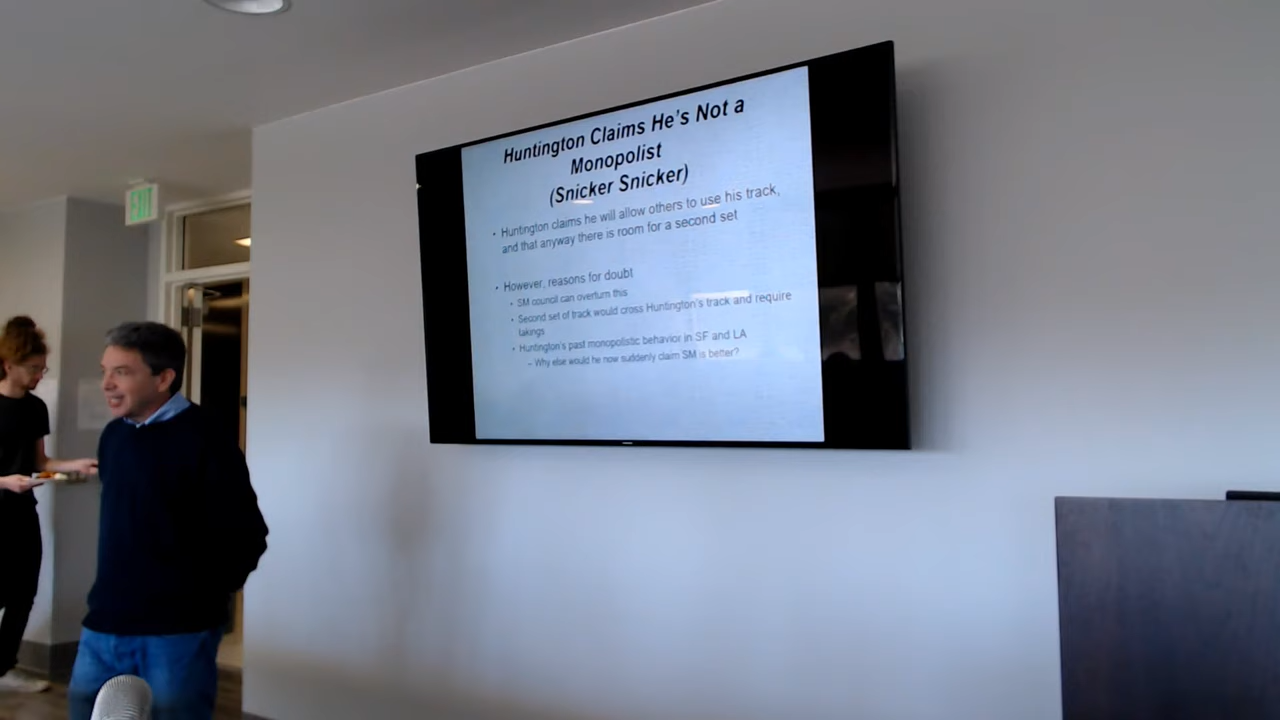 EXIT
Huntington Claims He's Not a
Monopolist
(Snicker Snicker)
• Huntington claims he will allow others to use his track,
and that anyway there is room for a second set
• However, reasons for doubt
• SM council can overturn this
• Second set of track would cross Huntington's track and require
takings
• Huntington's past monopolistic behavior in SF and LA
– Why else would he now suddenly claim SM is better?